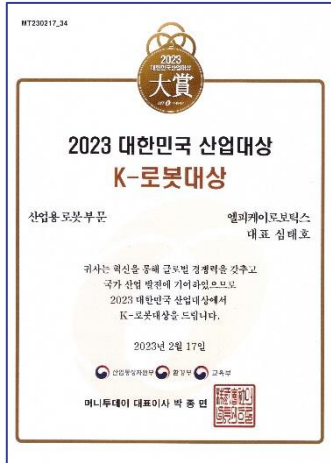 MT230217_34
2023
대한민국산업대상
大賞
2023 대한민국 산업대상
K-로봇대상
산업용로봇부문
엘피케이로보틱스
대표 심태호
귀사는 혁신을 통해 글로벌 경쟁력을 갖추고
국가 산업 발전에 기여하였으므로
2023 대한민국 산업대상에서
K-로봇대상을 드립니다.
2023년 2월 17일
산업통상자원부 환경부 교육부
머니투데이 대표이사 박종면